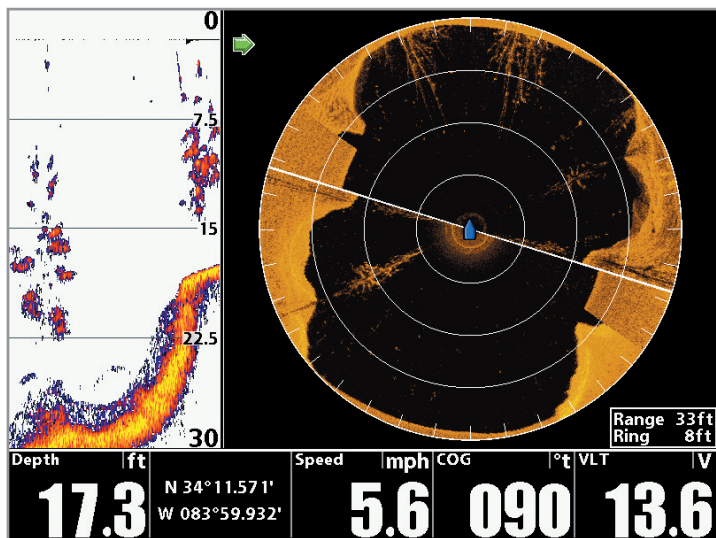 0
7.5
15
22.5
30
Range 33ft
Ring 8ft
Depth ft
17.3
N 34°11.571'
W 083°59.932'
Speed mph
5.6
COG °t
090
VLT V
13.6